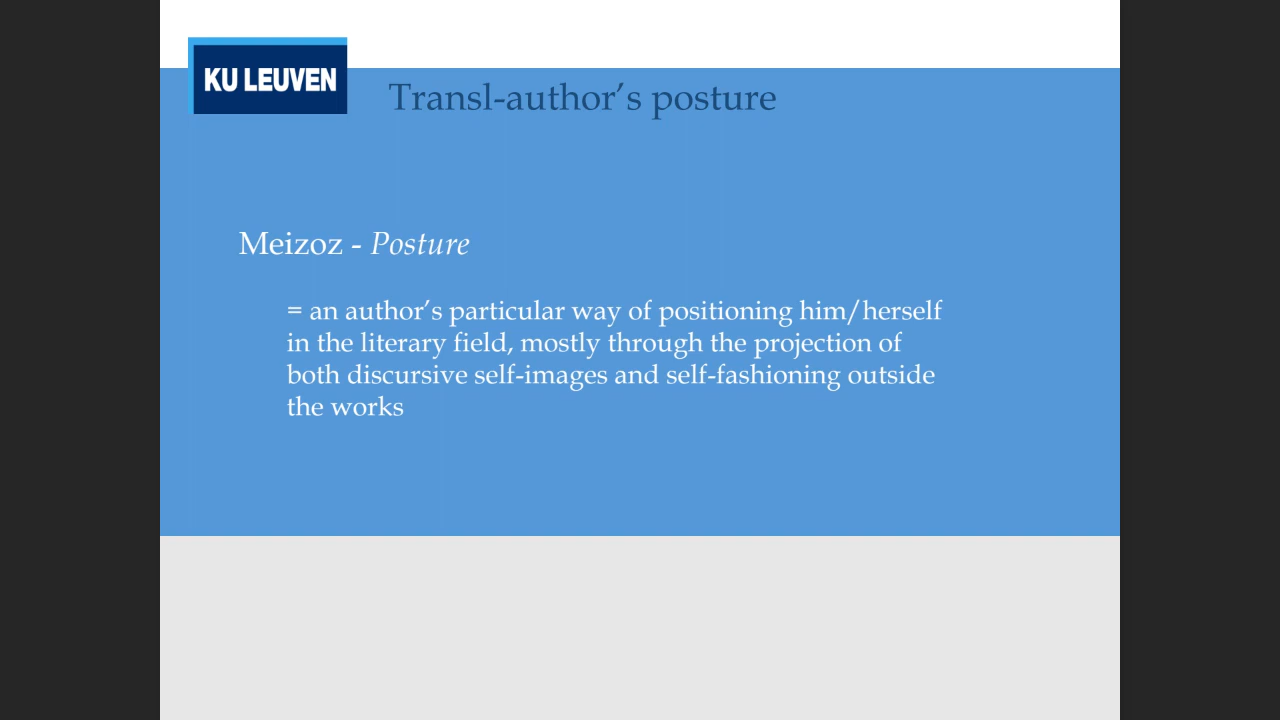 KU LEUVEN
Transl-author’s posture
Meizoz - Posture
= an author’s particular way of positioning him/herself
in the literary field, mostly through the projection of
both discursive self-images and self-fashioning outside
the works